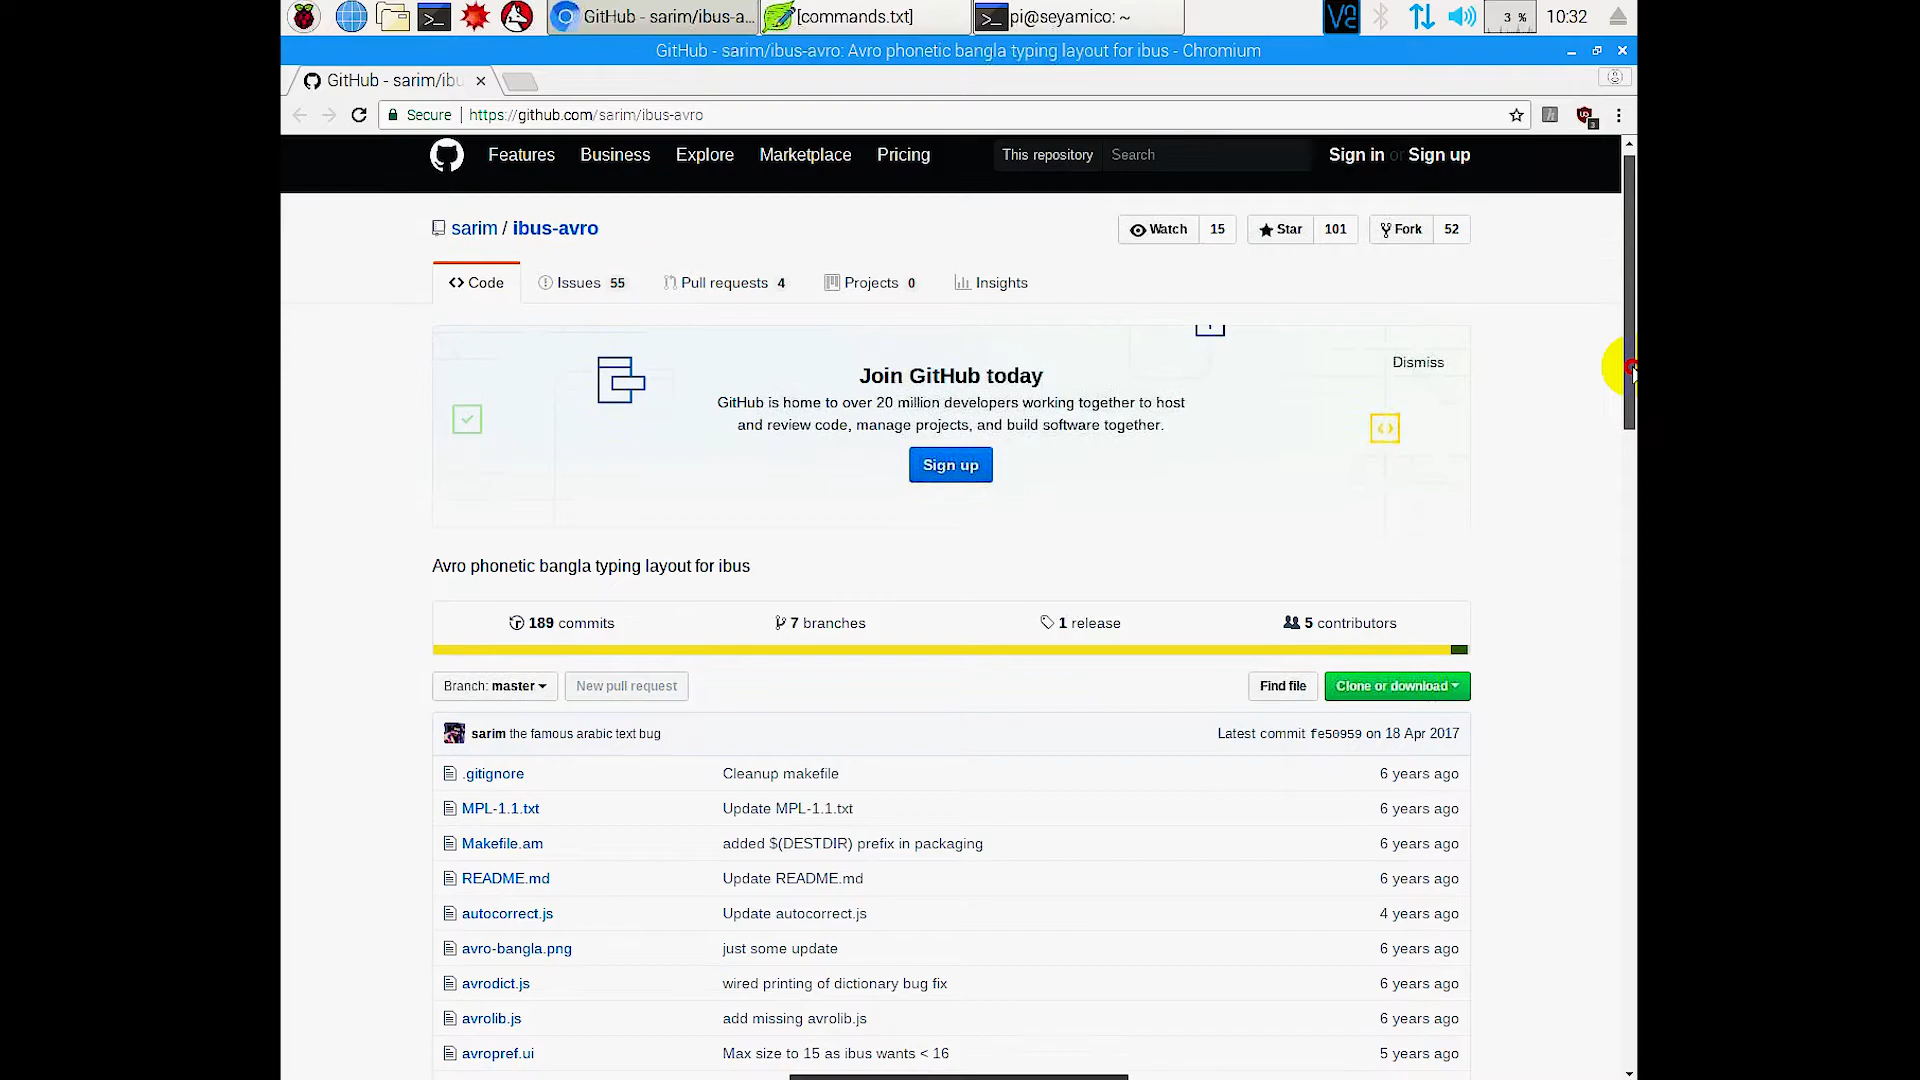 GitHub - sarim/ibus-a...
[commands.txt]
pi@seyamico: ~
3 %
10:32
GitHub - sarim/ibus-avro: Avro phonetic bangla typing layout for ibus - Chromium
GitHub - sarim/ibu
Secure
https://github.com/sarim/ibus-avro
Features Business Explore Marketplace Pricing
This repository Search
Sign in or Sign up
sarim / ibus-avro
Watch 15
Star 101
Fork 52
Code
Issues 55
Pull requests 4
Projects 0
Insights
Dismiss
Join GitHub today
GitHub is home to over 20 million developers working together to host
and review code, manage projects, and build software together.
Sign up
Avro phonetic bangla typing layout for ibus
189 commits 7 branches 1 release 5 contributors
Branch: master New pull request Find file Clone or download
sarim the famous arabic text bug Latest commit fe50959 on 18 Apr 2017
.gitignore Cleanup makefile 6 years ago
MPL-1.1.txt Update MPL-1.1.txt 6 years ago
Makefile.am added $(DESTDIR) prefix in packaging 6 years ago
README.md Update README.md 6 years ago
autocorrect.js Update autocorrect.js 4 years ago
avro-bangla.png just some update 6 years ago
avrodict.js wired printing of dictionary bug fix 6 years ago
avrolib.js add missing avrolib.js 6 years ago
avropref.ui Max size to 15 as ibus wants < 16 5 years ago